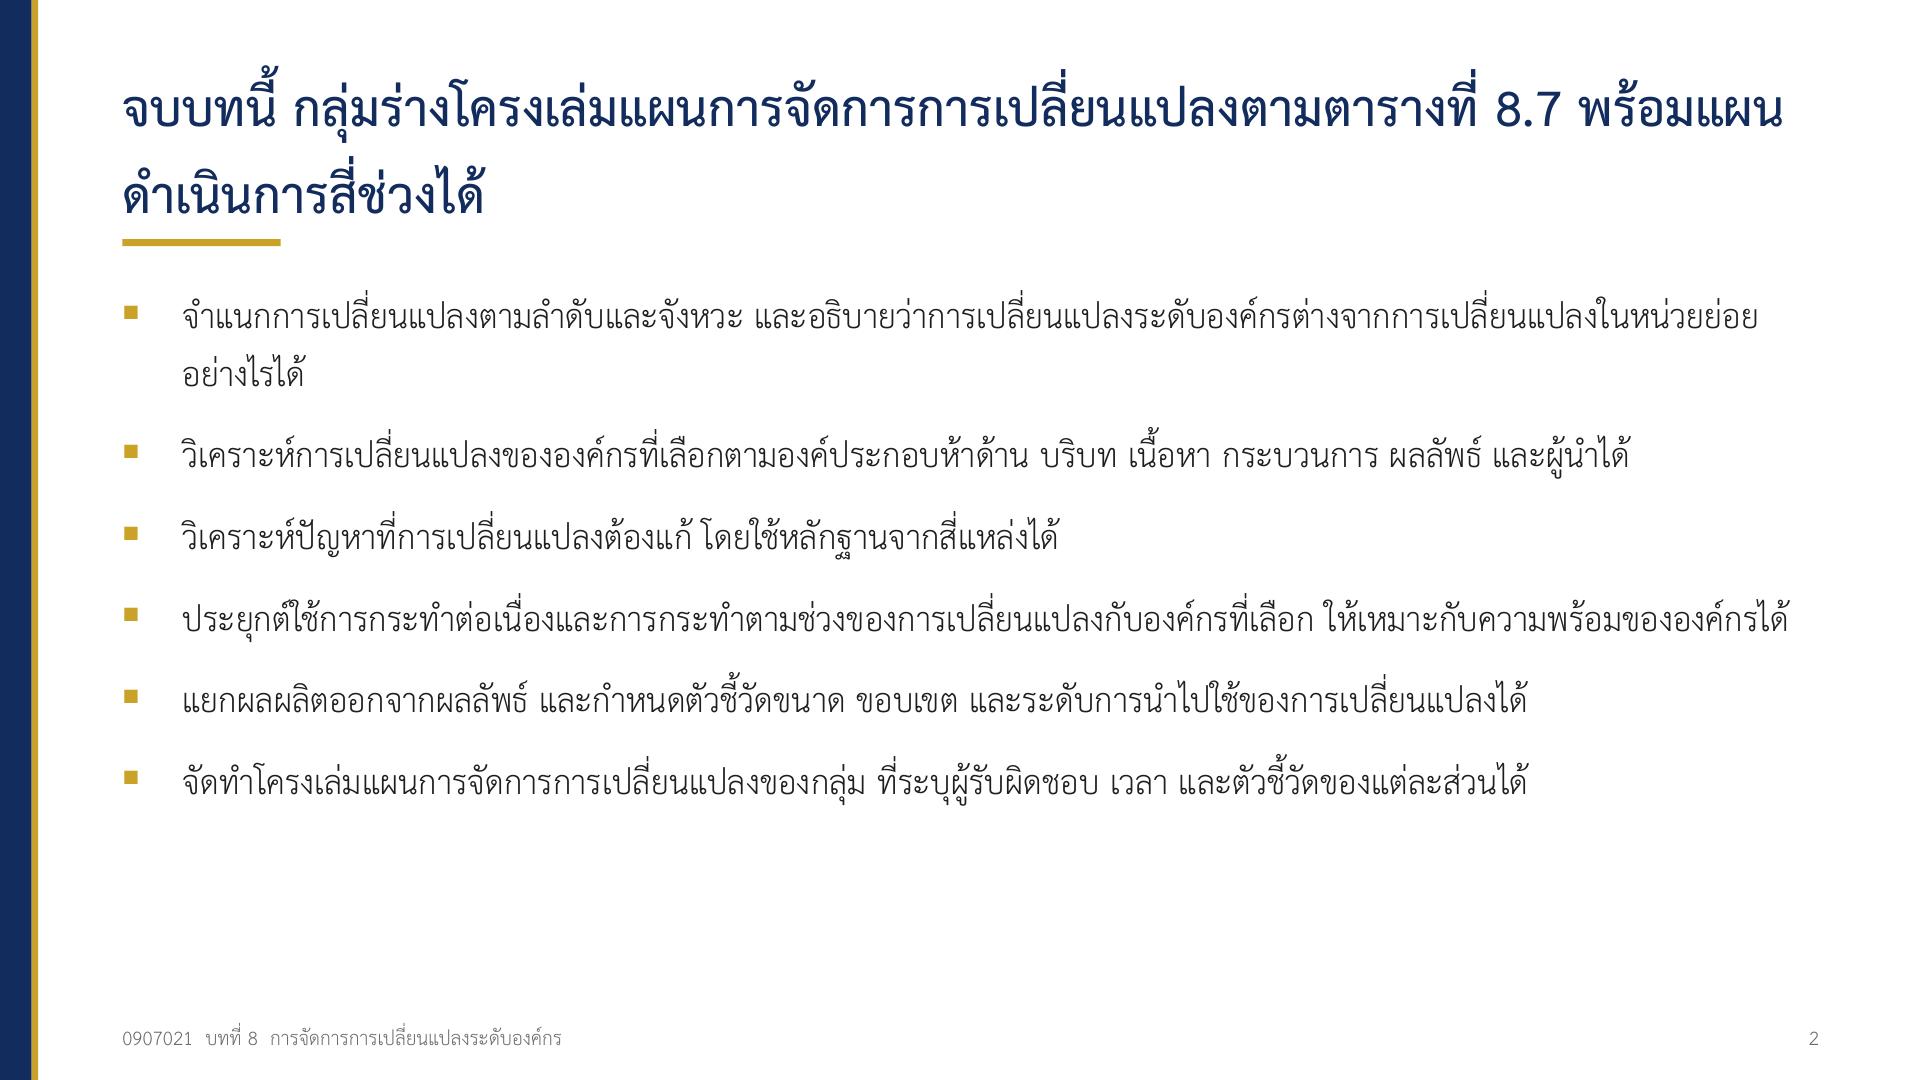 จบบทนี้ กลุ่มร่างโครงเล่มแผนการจัดการการเปลี่ยนแปลงตามตารางที่ 8.7 พร้อมแผน
ดำเนินการสี่ช่วงได้
จำแนกการเปลี่ยนแปลงตามลำดับและจังหวะ และอธิบายว่าการเปลี่ยนแปลงระดับองค์กรต่างจากการเปลี่ยนแปลงในหน่วยย่อย
อย่างไรได้
วิเคราะห์การเปลี่ยนแปลงขององค์กรที่เลือกตามองค์ประกอบห้าด้าน บริบท เนื้อหา กระบวนการ ผลลัพธ์ และผู้นำได้
วิเคราะห์ปัญหาที่การเปลี่ยนแปลงต้องแก้ โดยใช้หลักฐานจากสี่แหล่งได้
ประยุกต์ใช้การกระทำต่อเนื่องและการกระทำตามช่วงของการเปลี่ยนแปลงกับองค์กรที่เลือก ให้เหมาะกับความพร้อมขององค์กรได้
แยกผลผลิตออกจากผลลัพธ์ และกำหนดตัวชี้วัดขนาด ขอบเขต และระดับการนำไปใช้ของการเปลี่ยนแปลงได้
จัดทำโครงเล่มแผนการจัดการการเปลี่ยนแปลงของกลุ่ม ที่ระบุผู้รับผิดชอบ เวลา และตัวชี้วัดของแต่ละส่วนได้
0907021 บทที่ 8 การจัดการการเปลี่ยนแปลงระดับองค์กร
2